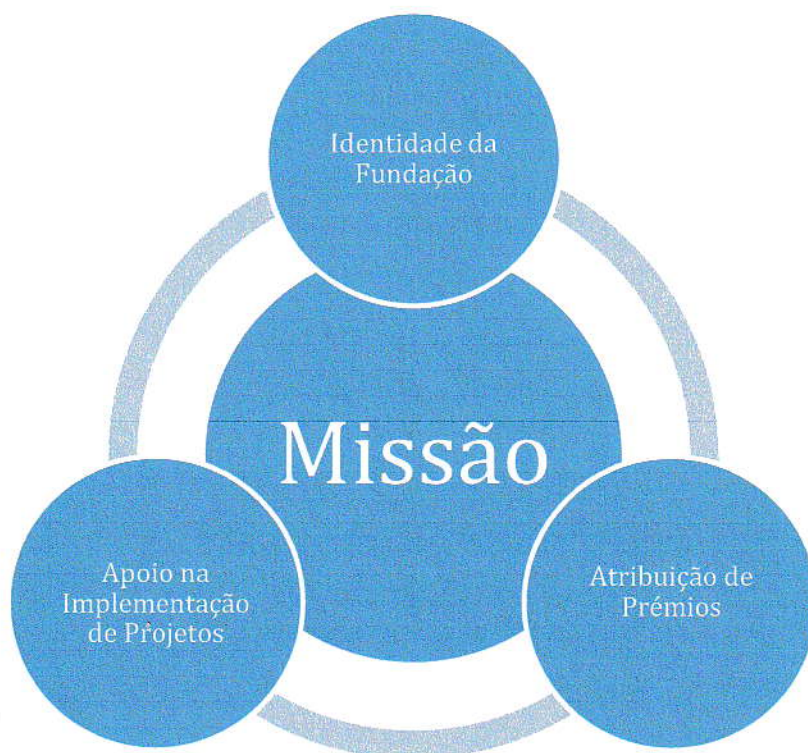 Identidade da
Fundação
Missão
Apoio na
Implementação
de Projetos
Atribuição de
Prémios